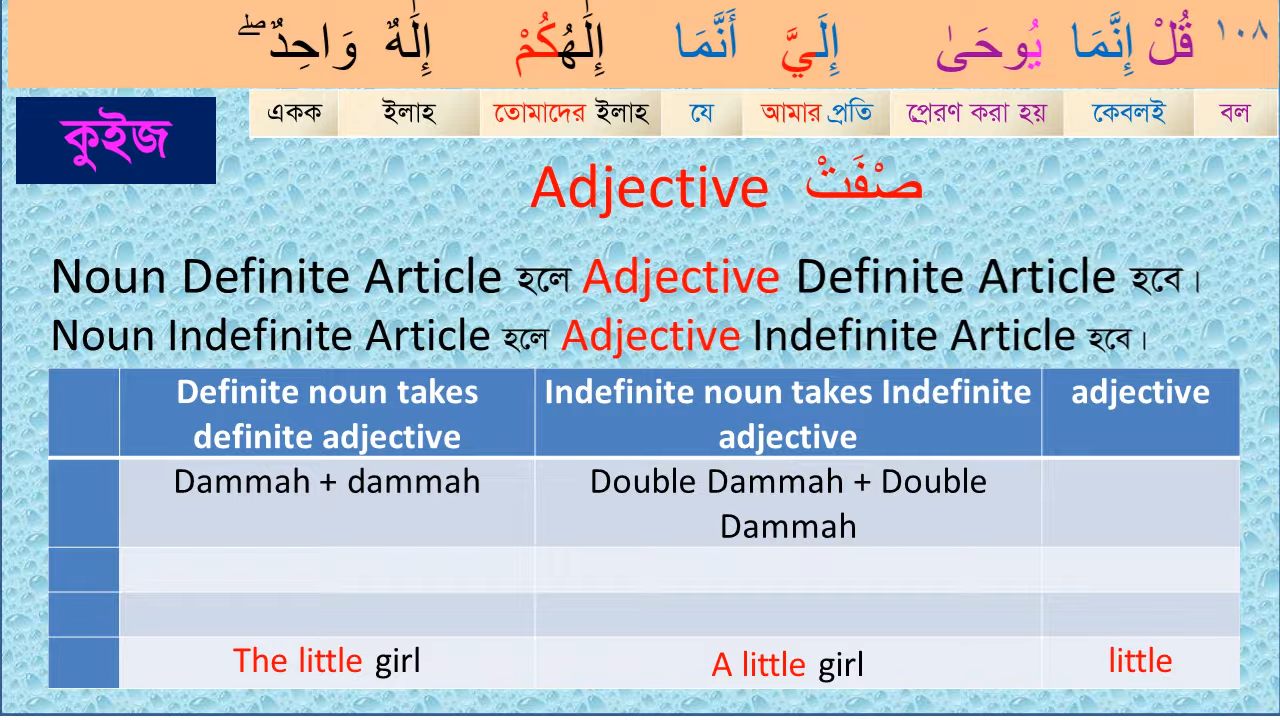 ١٠٨ قُلْ إِنَّمَا يُوحَىٰ إِلَيَّ أَنَّمَا إِلَٰهُكُمْ إِلَٰهٌ وَاحِدٌ ۖ
একক ইলাহ তোমাদের ইলাহ যে আমার প্রতি প্রেরণ করা হয় কেবলই বল
কুইজ
Adjective صْفَتْ
Noun Definite Article হলে Adjective Definite Article হবে।
Noun Indefinite Article হলে Adjective Indefinite Article হবে।
Definite noun takes definite adjective
Indefinite noun takes Indefinite adjective
adjective
Dammah + dammah
Double Dammah + Double Dammah
The little girl
A little girl
little